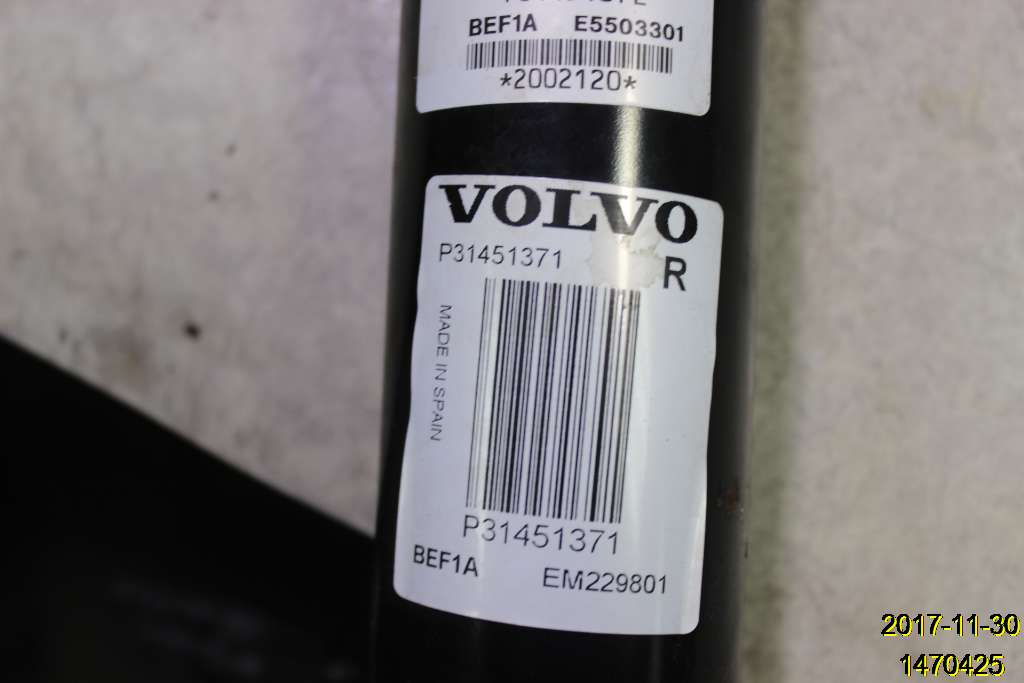 BEF1A E5503301
*2002120*
VOLVO
P31451371 R
MADE IN SPAIN
P31451371
BEF1A EM229801
2017-11-30
1470425